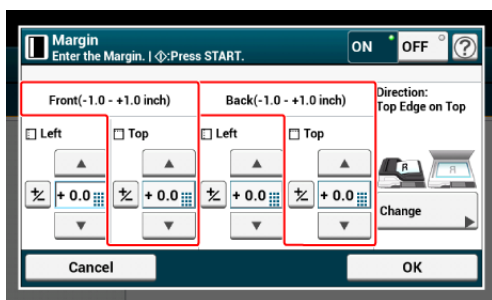 Margin
Enter the Margin. | :Press START.
ON
OFF
?
Front(-1.0 - +1.0 inch)
Back(-1.0 - +1.0 inch)
Direction:
Top Edge on Top
Left
Top
Left
Top
+ 0.0
+ 0.0
+ 0.0
+ 0.0
R
R
Change
Cancel
OK